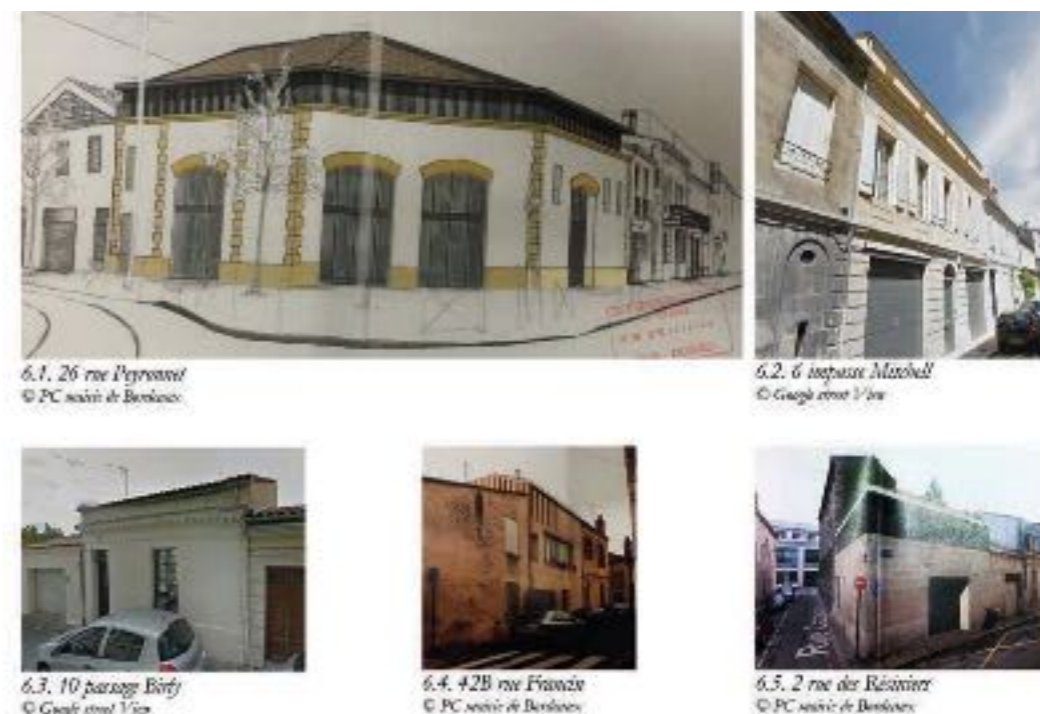 6.1. 26 rue Peyronnet
© PC mairie de Bordeaux
6.2. 6 impasse Mitchell
© Google street View
6.3. 10 passage Birly
© Google street View
6.4. 42B rue Francin
© PC mairie de Bordeaux
6.5. 2 rue des Résiniers
© PC mairie de Bordeaux